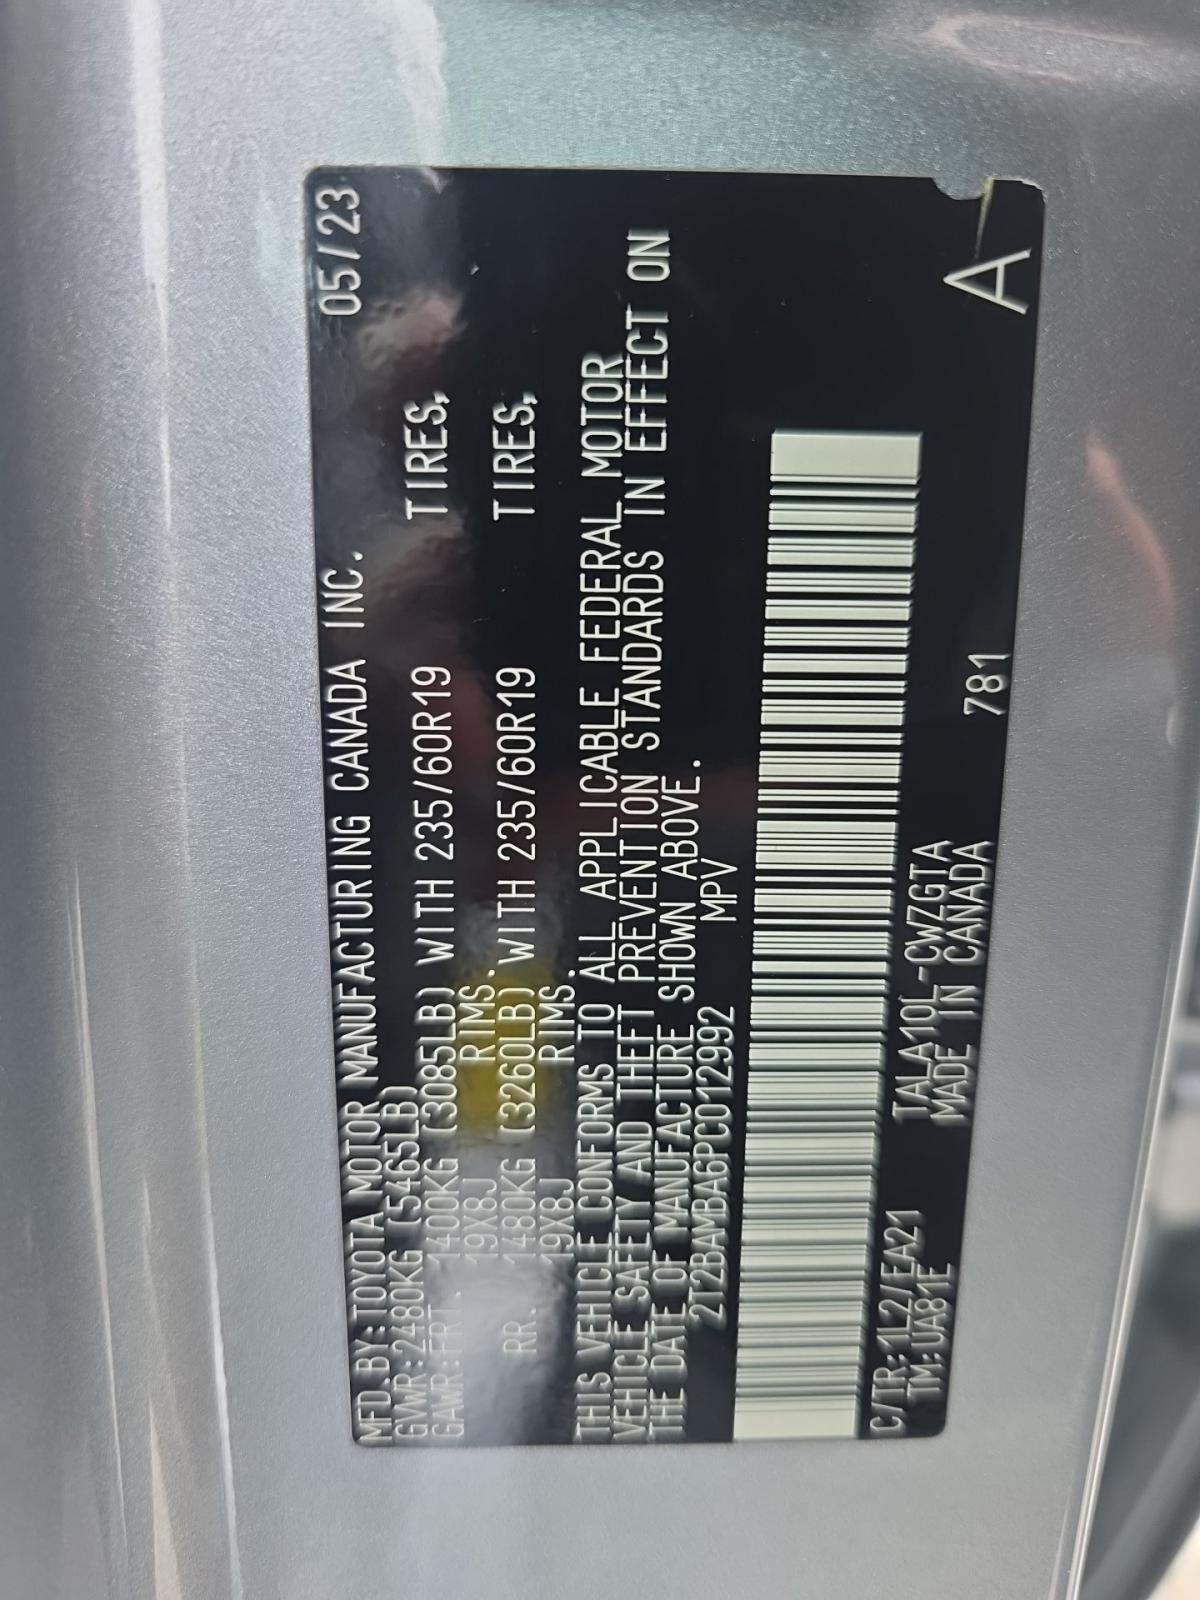 MFD.BY:TOYOTA MOTOR MANUFACTURING CANADA INC. 05/23
GVWR:2480KG (5465LB)
GAWR:FRT. 1400KG (3085LB) WITH 235/60R19 TIRES,
19X8J RIMS.
RR. 1480KG (3260LB) WITH 235/60R19 TIRES,
19X8J RIMS.
THIS VEHICLE CONFORMS TO ALL APPLICABLE FEDERAL MOTOR
VEHICLE SAFETY AND THEFT PREVENTION STANDARDS IN EFFECT ON
THE DATE OF MANUFACTURE SHOWN ABOVE.
2T2BAMBA6PC012992 MPV
C/TR:1L2/EA21 TALA10L-CWZGTA
TM:UA81E MADE IN CANADA 781 A